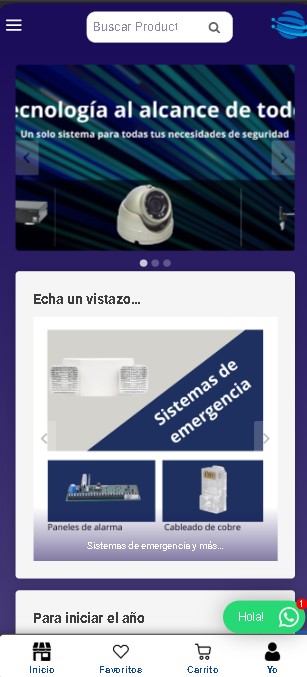 Buscar Product
ecnología al alcance de todo
Un solo sistema para todas tus necesidades de seguridad
Echa un vistazo...
Sistemas de
emergencia
Paneles de alarma
Cableado de cobre
Sistemas de emergencia y más...
Para iniciar el año
Hola!
1
Inicio
Favoritos
Carrito
Yo